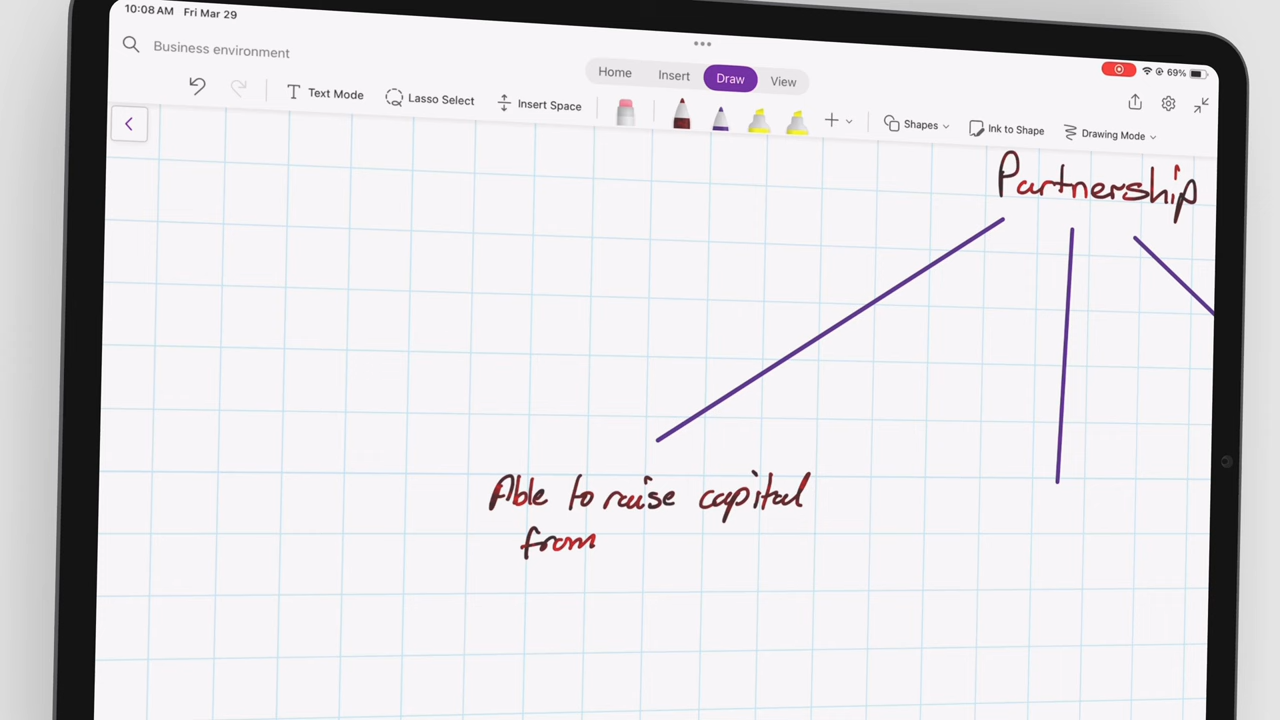 10:08 AM Fri Mar 29
69%
Business environment
Home Insert Draw View
Text Mode Lasso Select Insert Space Shapes Ink to Shape Drawing Mode
Partnership
Able to raise capital
from